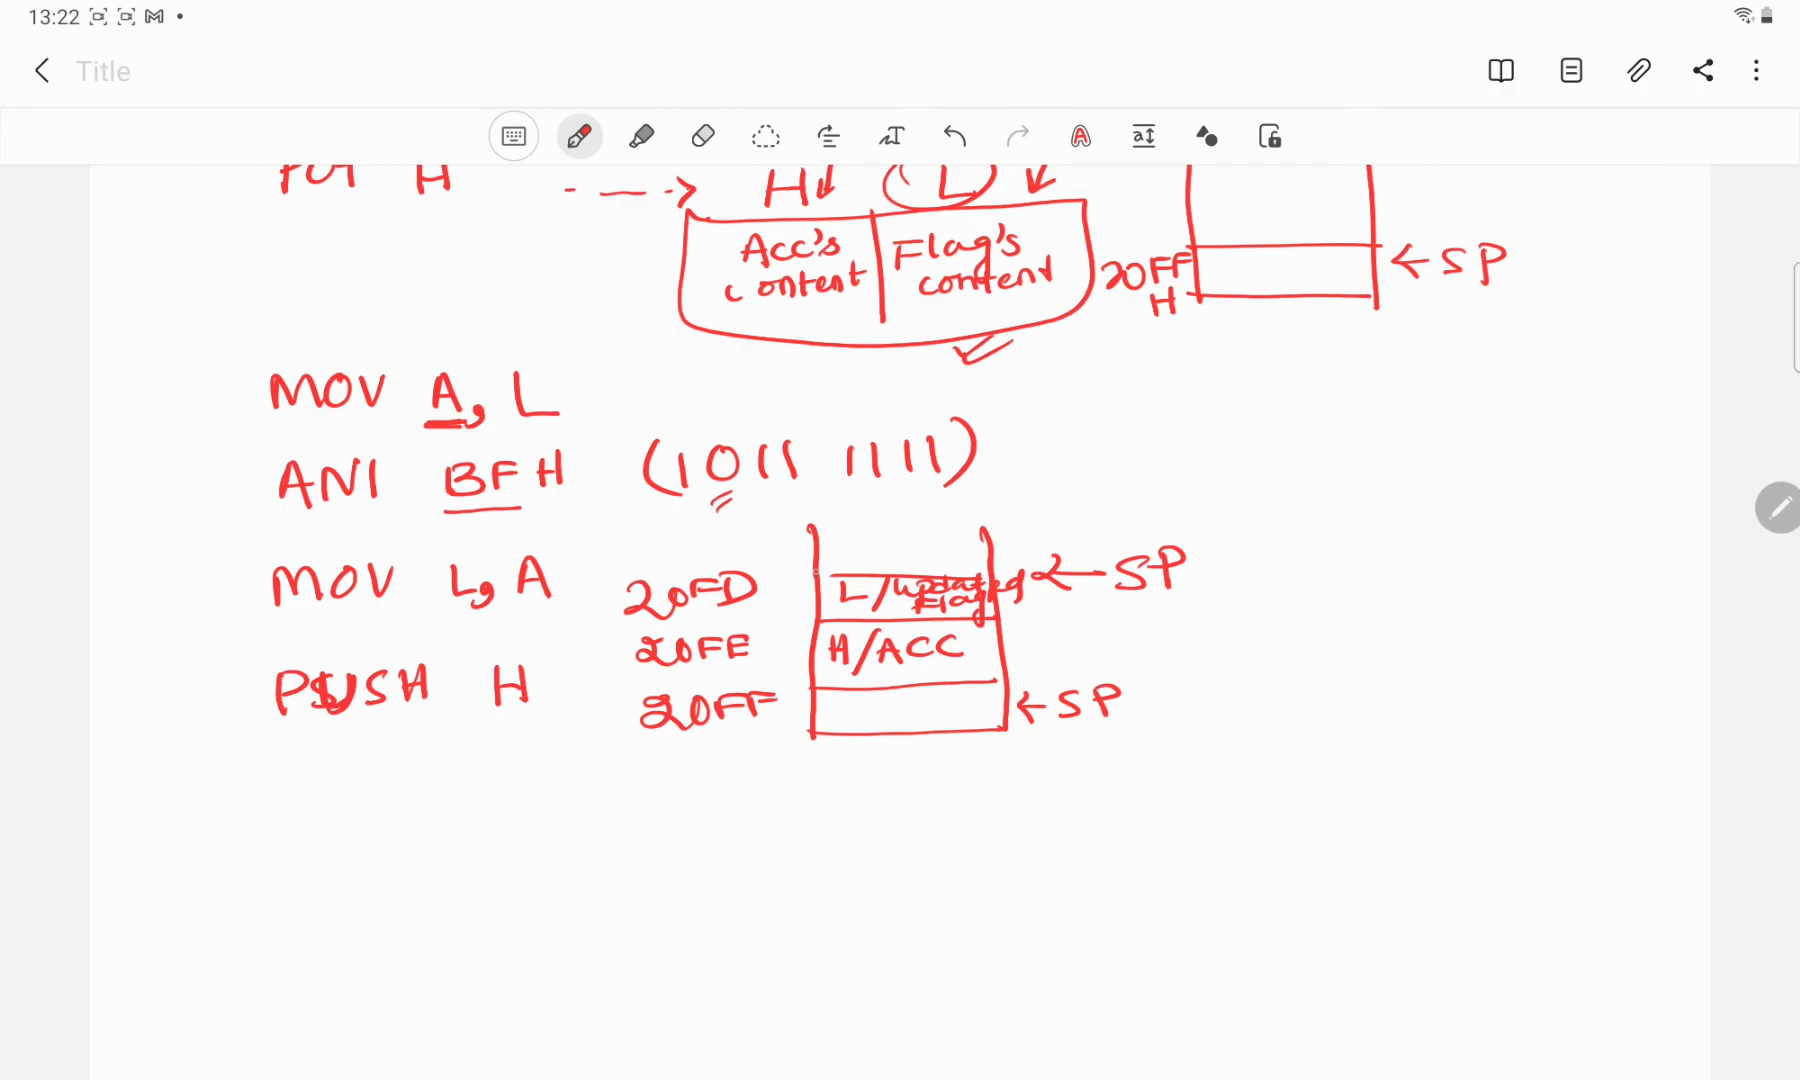 13:22
Title
POP H ----> H↓ (L) ↓
Acc's content | Flag's content
20FF H ← SP
MOV A, L
ANI BFH (1011 1111)
MOV L, A
PUSH H
20FD L/updated Flag ← SP
20FE H/ACC
20FF ← SP